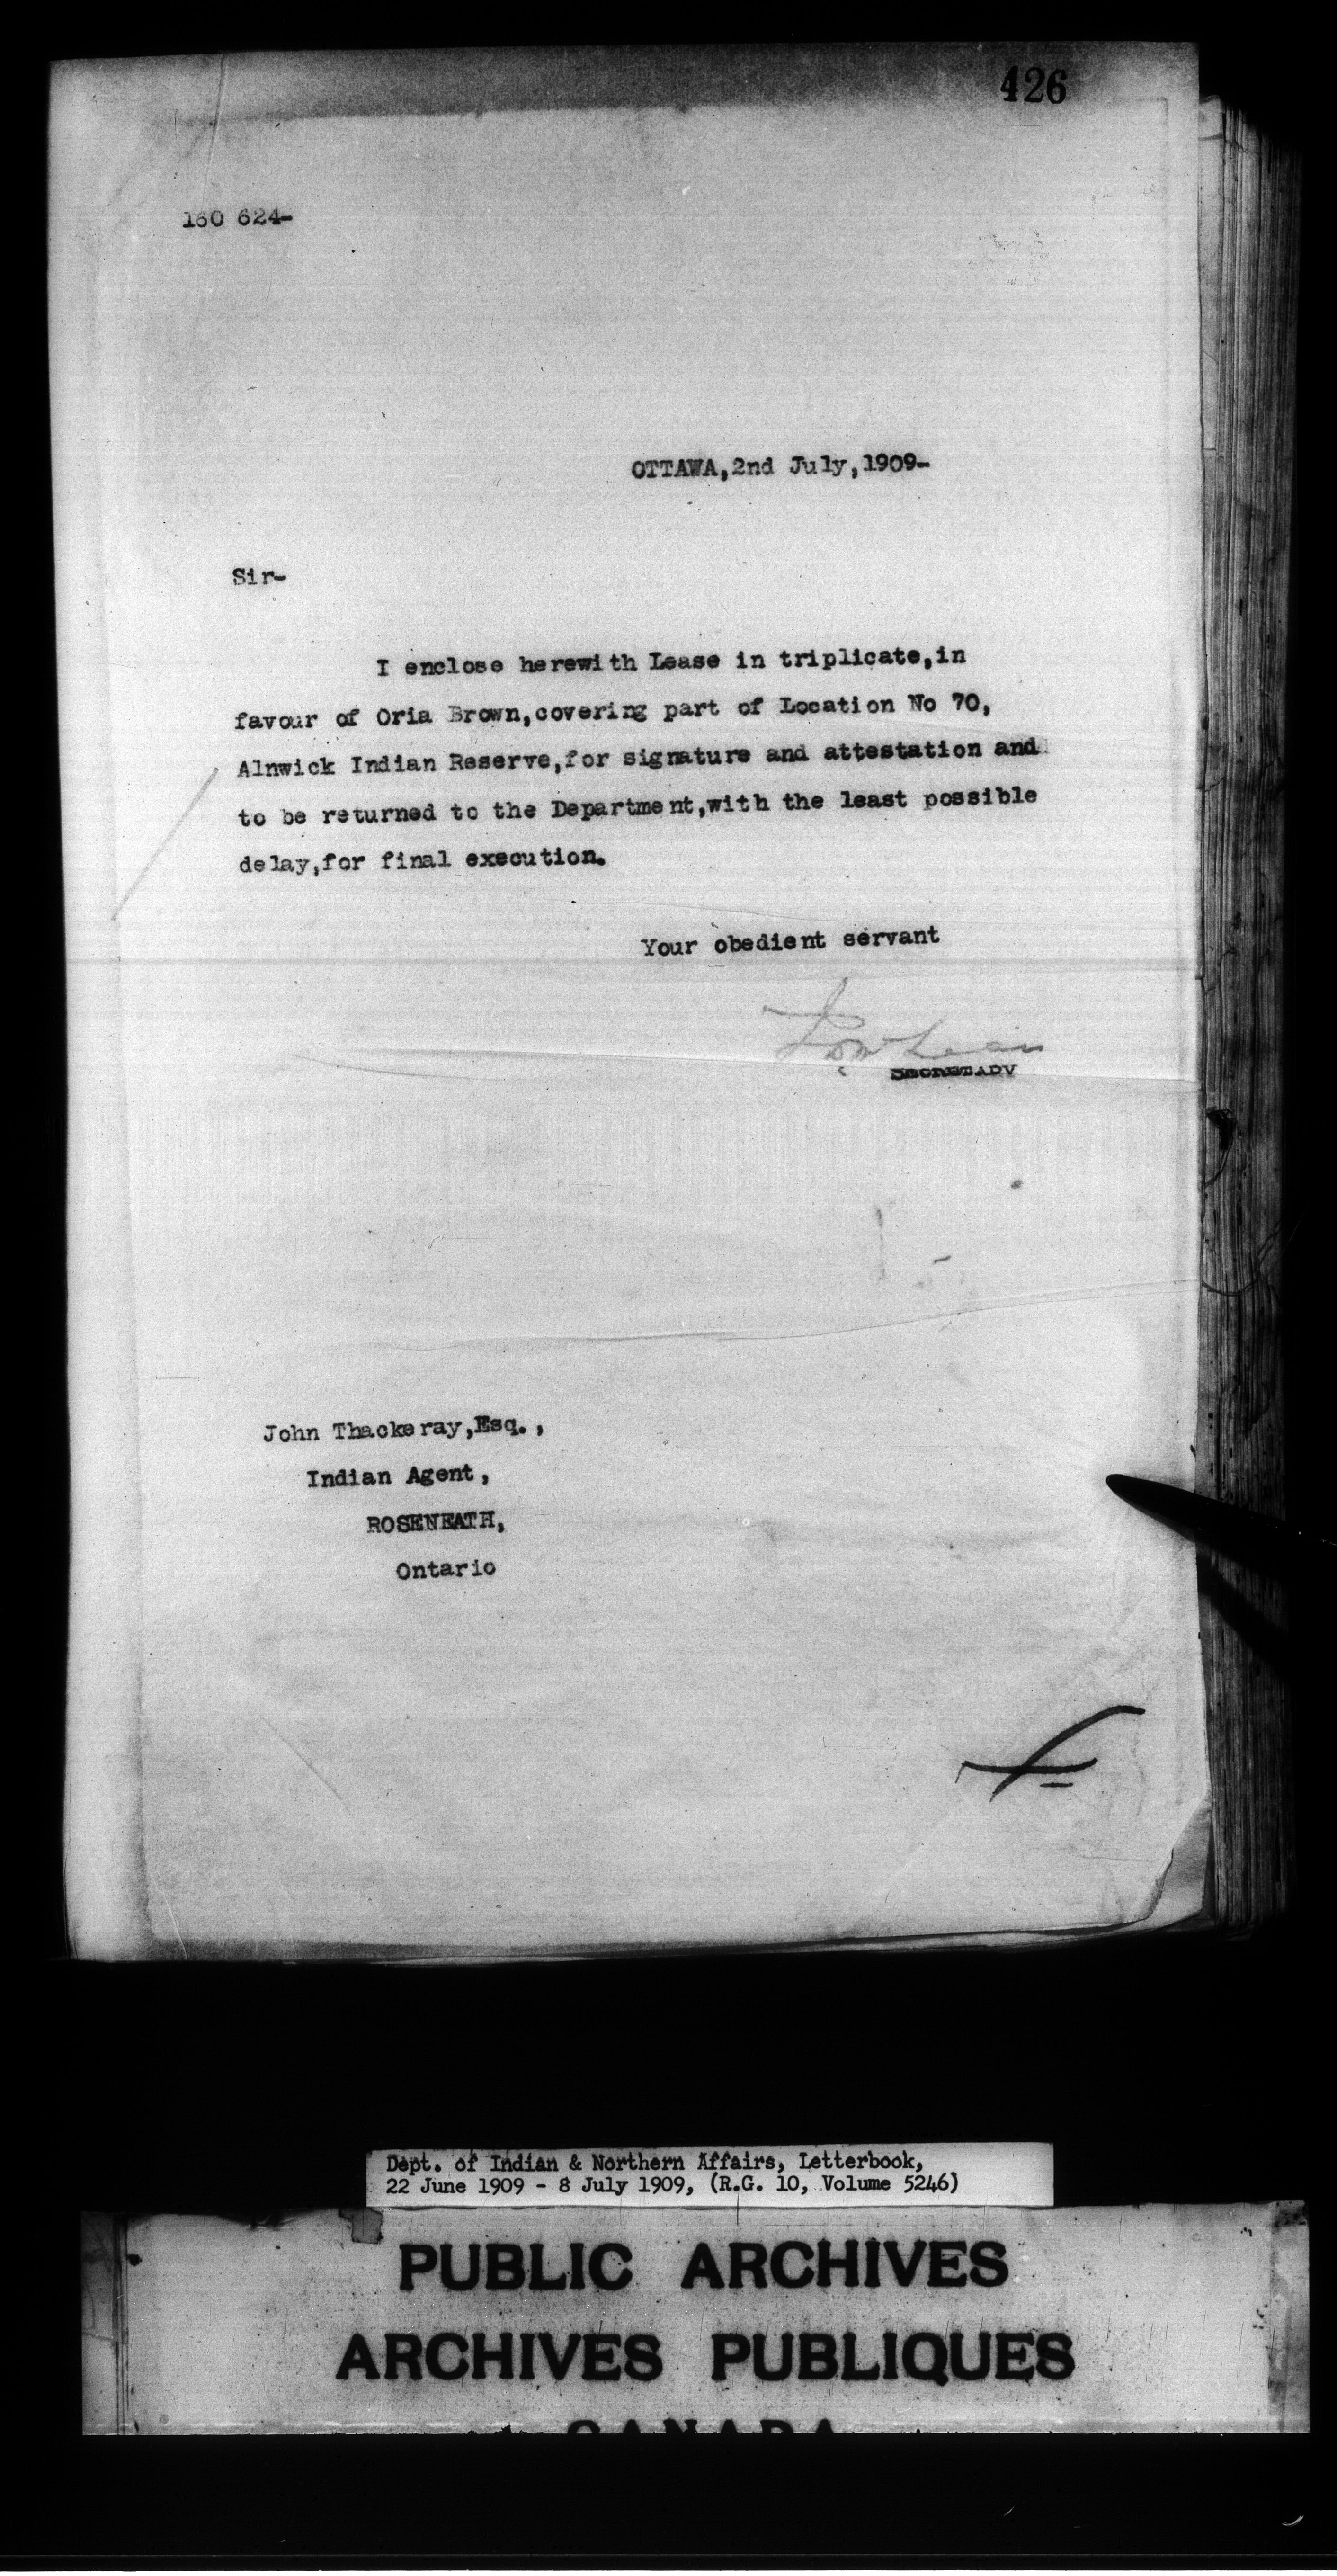 426
160 624-
OTTAWA,2nd July,1909-
Sir-
I enclose herewith Lease in triplicate,in
favour of Oria Brown,covering part of Location No 70,
Alnwick Indian Reserve,for signature and attestation and
to be returned to the Department,with the least possible
delay,for final execution.
Your obedient servant
SECRETARY
John Thackeray,Esq.,
Indian Agent,
ROSENEATH,
Ontario
Dept. of Indian & Northern Affairs, Letterbook,
22 June 1909 - 8 July 1909, (R.G. 10, Volume 5246)
PUBLIC ARCHIVES
ARCHIVES PUBLIQUES
CANADA